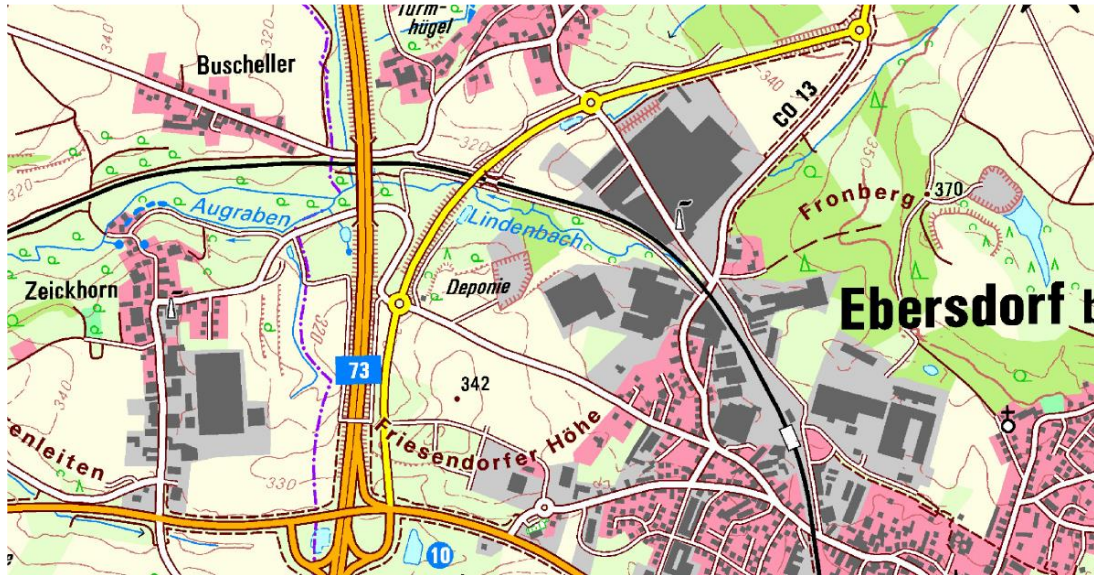 Turm-
hügel
320
320
340
Buscheller
CO 13
350
320
Fronberg
370
Augraben
Lindenbach
Zeickhorn
Deponie
Ebersdorf b
320
73
342
340
Friesendorfer Höhe
enleiten
330
10